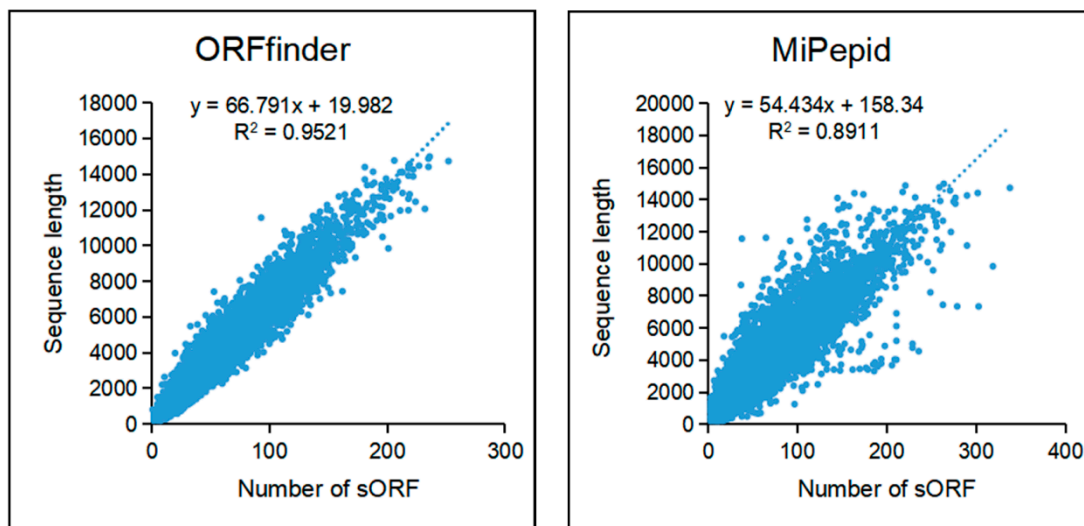 ORFfinder
y = 66.791x + 19.982
R² = 0.9521
Sequence length
18000
16000
14000
12000
10000
8000
6000
4000
2000
0
0 100 200 300
Number of sORF
MiPepid
y = 54.434x + 158.34
R² = 0.8911
Sequence length
20000
18000
16000
14000
12000
10000
8000
6000
4000
2000
0
0 100 200 300 400
Number of sORF